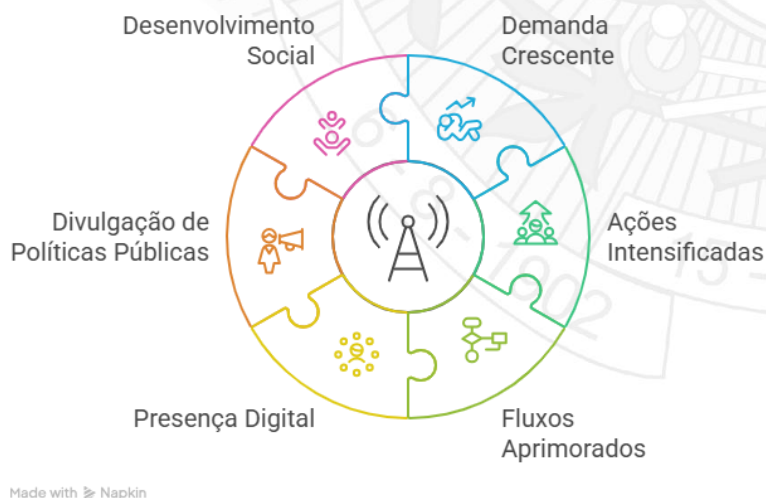 Desenvolvimento
Social
Demanda
Crescente
Divulgação de
Políticas Públicas
Ações
Intensificadas
Presença Digital
Fluxos
Aprimorados
Made with Napkin